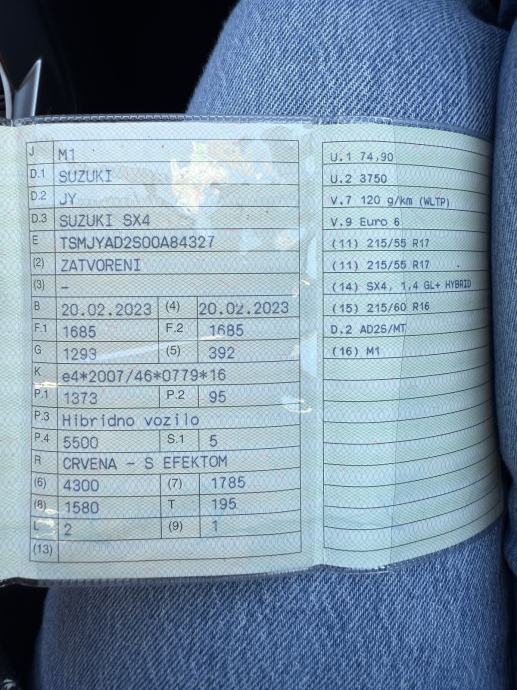 J M1
D.1 SUZUKI
D.2 JY
D.3 SUZUKI SX4
E TSMJYAD2S00A84327
(2) ZATVORENI
(3) –
B 20.02.2023 (4) 20.02.2023
F.1 1685 F.2 1685
G 1293 (5) 392
K e4*2007/46*0779*16
P.1 1373 P.2 95
P.3 Hibridno vozilo
P.4 5500 S.1 5
R CRVENA – S EFEKTOM
(6) 4300 (7) 1785
(8) 1580 T 195
L 2 (9) 1
(13)
U.1 74,90
U.2 3750
V.7 120 g/km (WLTP)
V.9 Euro 6
(11) 215/55 R17
(11) 215/55 R17
(14) SX4, 1,4 GL+ HYBRID
(15) 215/60 R16
D.2 AD2S/MT
(16) M1